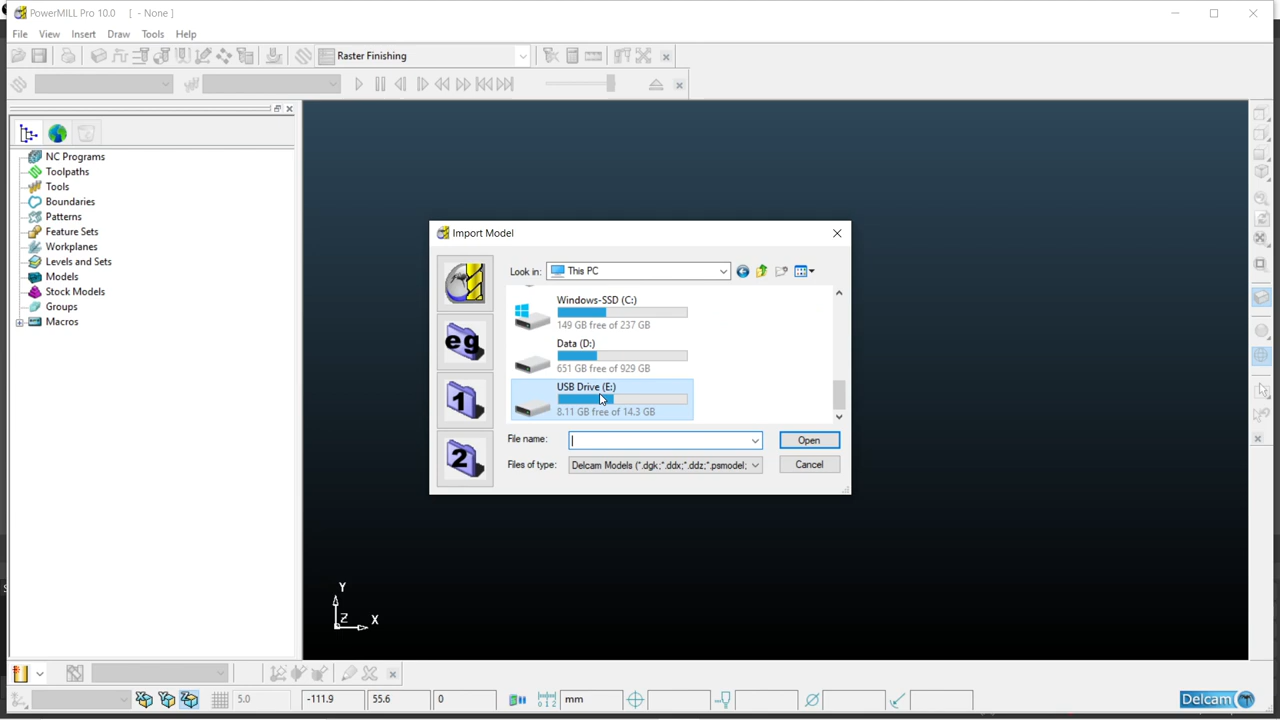 PowerMILL Pro 10.0 [ - None ]
File View Insert Draw Tools Help
Raster Finishing
NC Programs
Toolpaths
Tools
Boundaries
Patterns
Feature Sets
Workplanes
Levels and Sets
Models
Stock Models
Groups
Macros
Import Model
Look in: This PC
eg
1
2
Windows-SSD (C:)
149 GB free of 237 GB
Data (D:)
651 GB free of 929 GB
USB Drive (E:)
8.11 GB free of 14.3 GB
File name: Open
Files of type: Delcam Models (*.dgk;*.ddx;*.ddz;*.psmodel; Cancel
Y
Z X
5.0 -111.9 55.6 0 mm Delcam